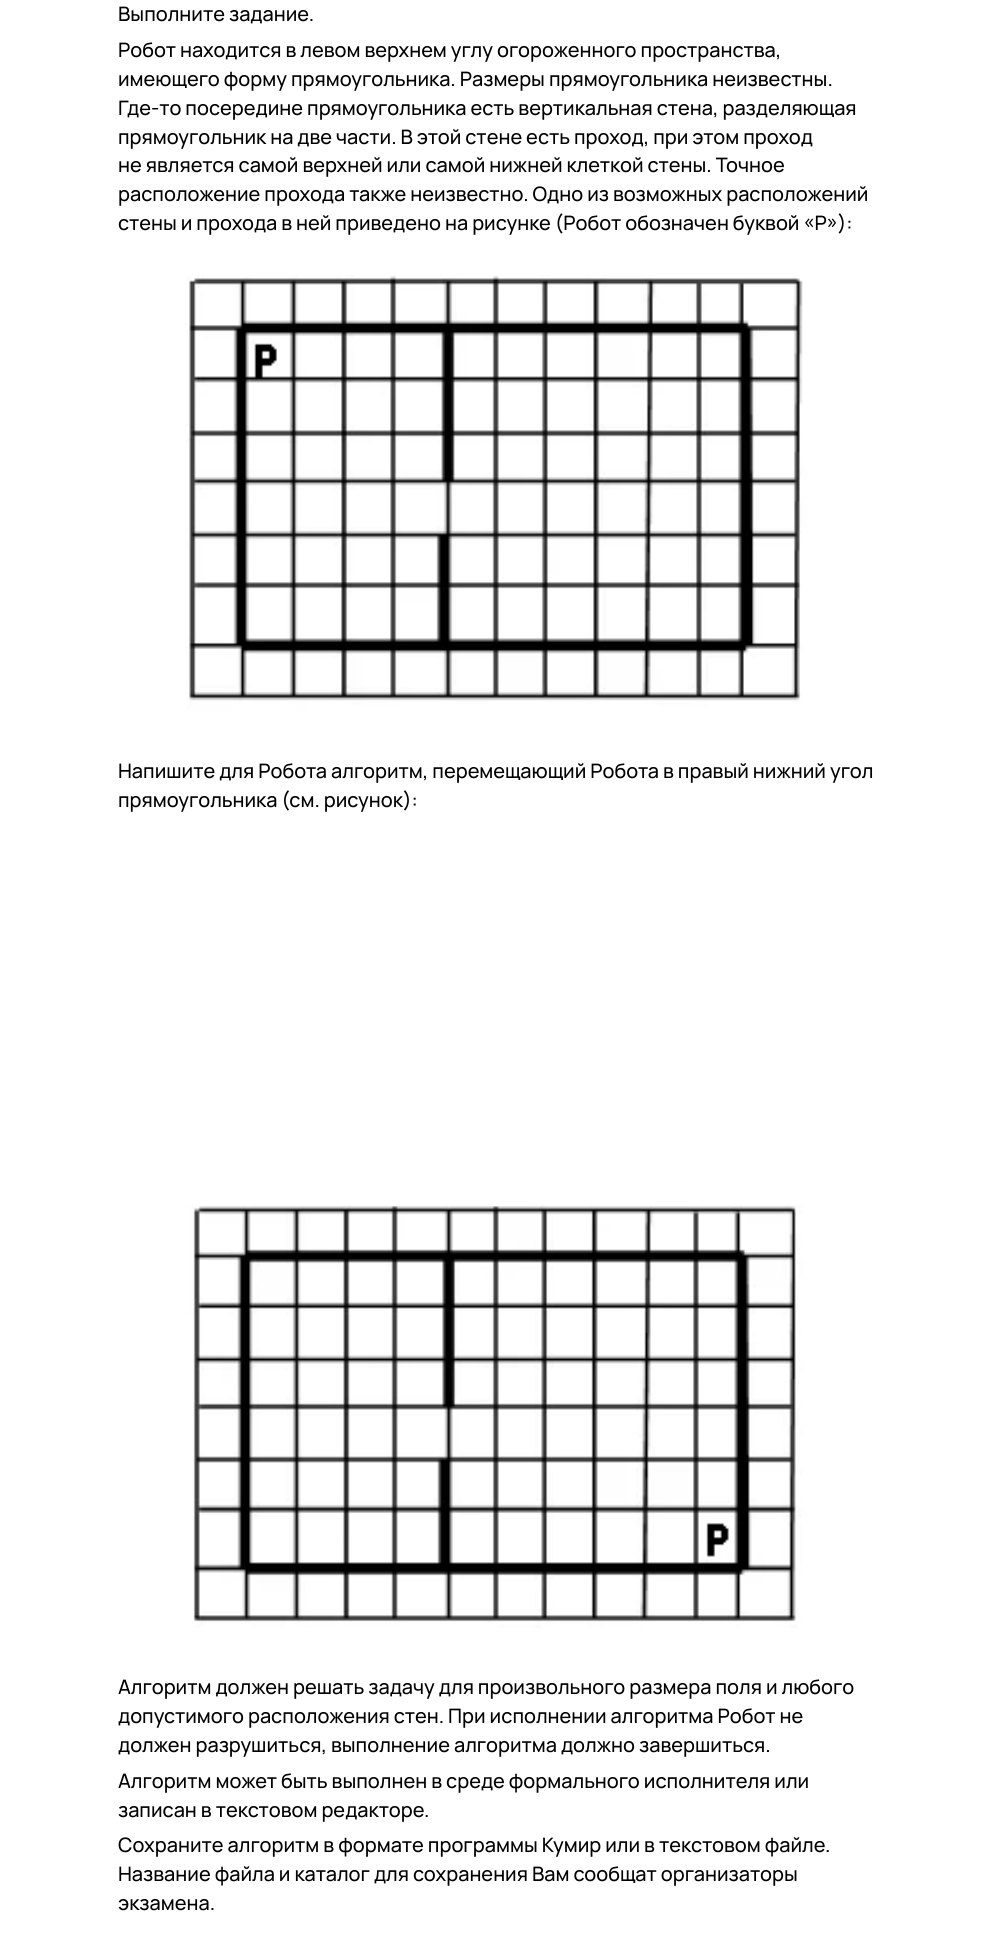 Выполните задание.
Робот находится в левом верхнем углу огороженного пространства,
имеющего форму прямоугольника. Размеры прямоугольника неизвестны.
Где-то посередине прямоугольника есть вертикальная стена, разделяющая
прямоугольник на две части. В этой стене есть проход, при этом проход
не является самой верхней или самой нижней клеткой стены. Точное
расположение прохода также неизвестно. Одно из возможных расположений
стены и прохода в ней приведено на рисунке (Робот обозначен буквой «Р»):
Р
Напишите для Робота алгоритм, перемещающий Робота в правый нижний угол
прямоугольника (см. рисунок):
Р
Алгоритм должен решать задачу для произвольного размера поля и любого
допустимого расположения стен. При исполнении алгоритма Робот не
должен разрушиться, выполнение алгоритма должно завершиться.
Алгоритм может быть выполнен в среде формального исполнителя или
записан в текстовом редакторе.
Сохраните алгоритм в формате программы Кумир или в текстовом файле.
Название файла и каталог для сохранения Вам сообщат организаторы
экзамена.